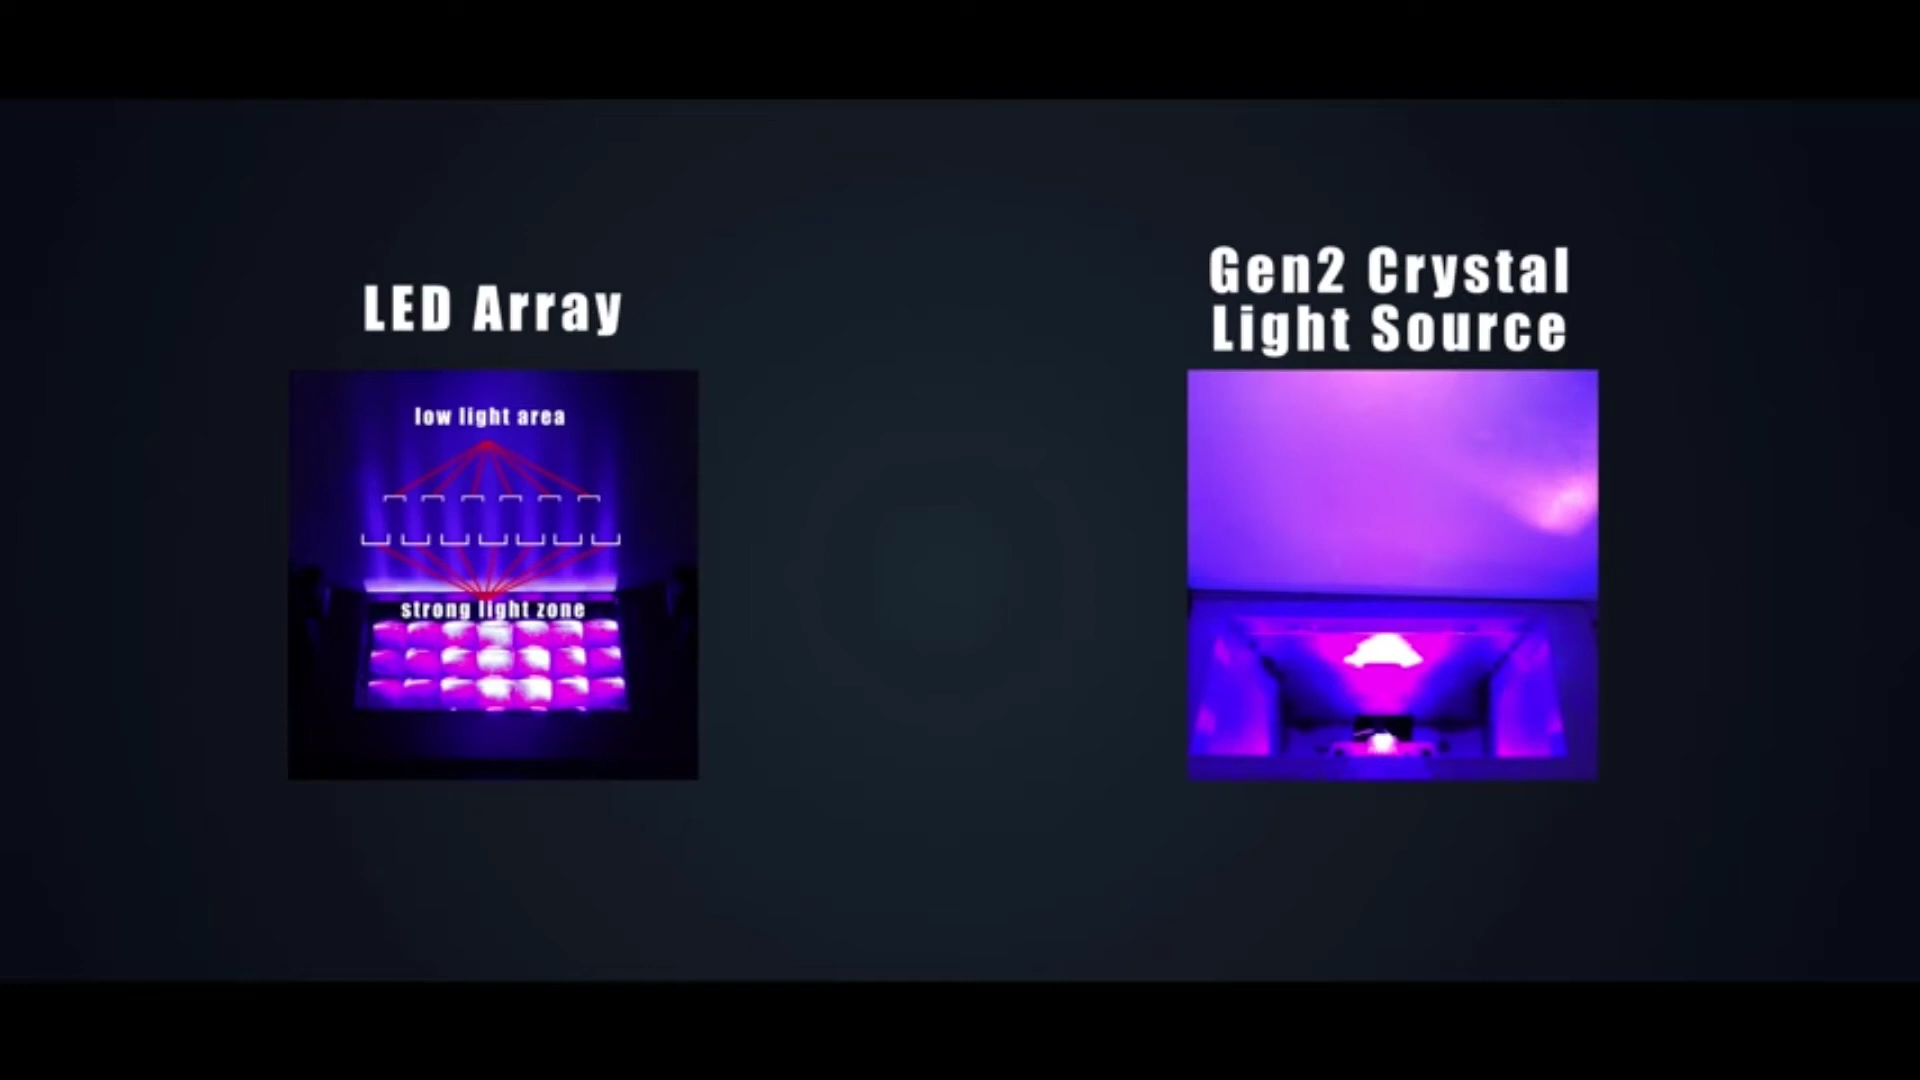 LED Array
low light area
strong light zone
Gen2 Crystal
Light Source